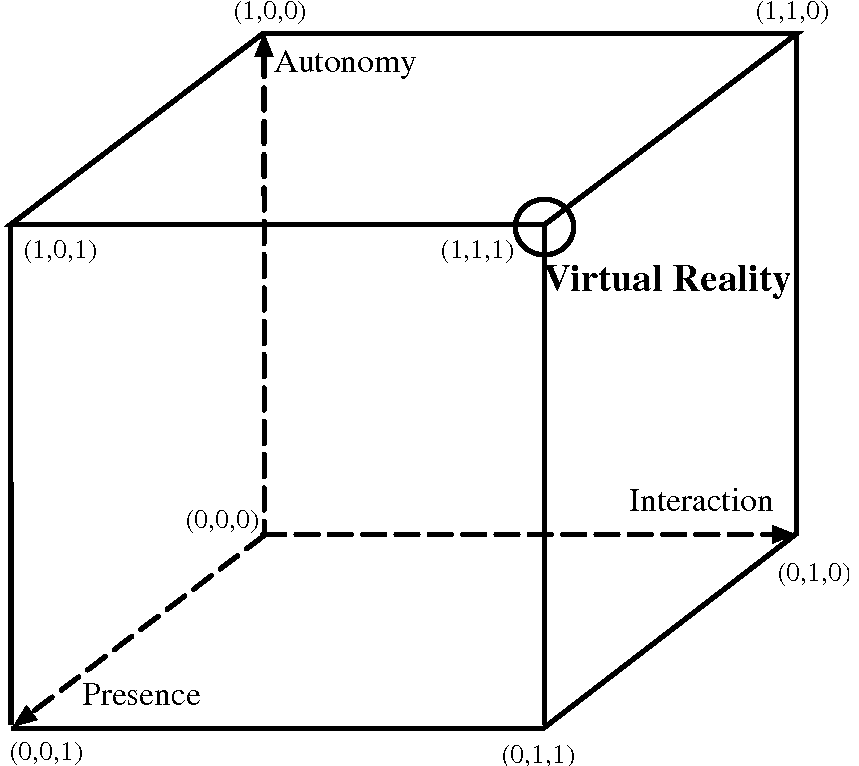 (1,0,0)
(1,1,0)
Autonomy
(1,0,1)
(1,1,1)
Virtual Reality
Interaction
(0,0,0)
(0,1,0)
Presence
(0,0,1)
(0,1,1)